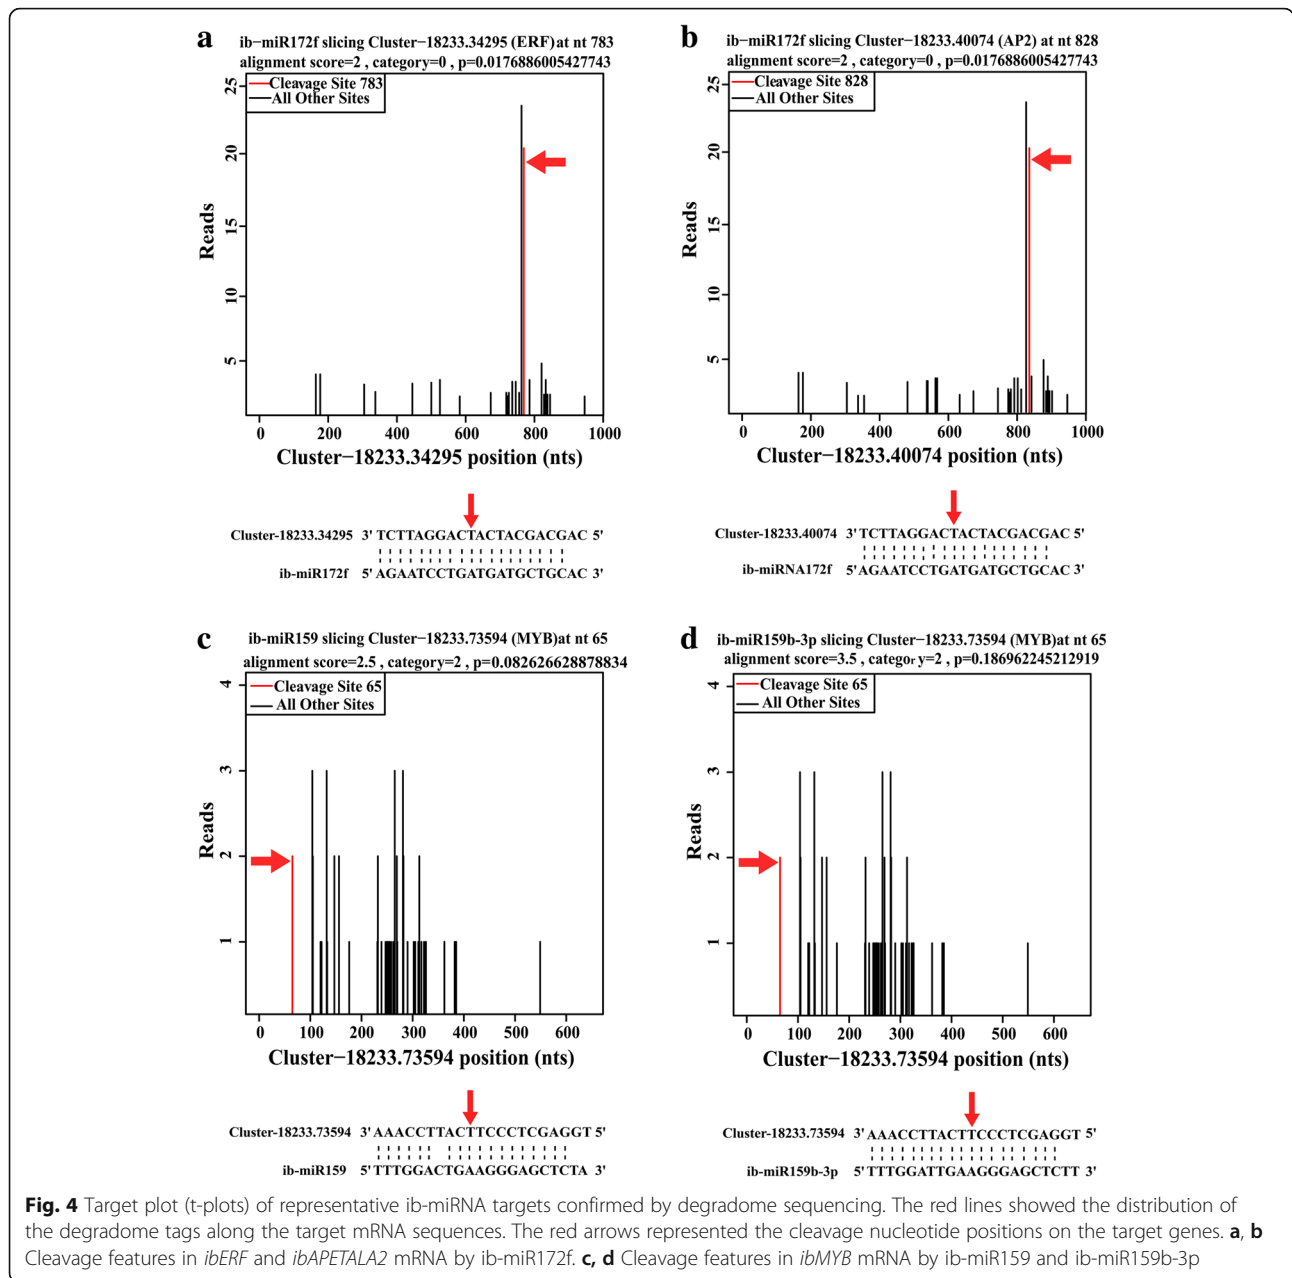 a
ib−miR172f slicing Cluster−18233.34295 (ERF) at nt 783
alignment score=2 , category=0 , p=0.0176886005427743
Cleavage Site 783
All Other Sites
25
20
15
10
5
Reads
0 200 400 600 800 1000
Cluster−18233.34295 position (nts)
Cluster-18233.34295 3' TCTTAGGACTACTACGACGAC 5'
ib-miR172f 5' AGAATCCTGATGATGCTGCAC 3'
b
ib−miR172f slicing Cluster−18233.40074 (AP2) at nt 828
alignment score=2 , category=0 , p=0.0176886005427743
Cleavage Site 828
All Other Sites
25
20
15
10
5
Reads
0 200 400 600 800 1000
Cluster−18233.40074 position (nts)
Cluster-18233.40074 3' TCTTAGGACTACTACGACGAC 5'
ib-miRNA172f 5' AGAATCCTGATGATGCTGCAC 3'
c
ib-miR159 slicing Cluster−18233.73594 (MYB)at nt 65
alignment score=2.5 , category=2 , p=0.082626628878834
Cleavage Site 65
All Other Sites
4
3
2
1
Reads
0 100 200 300 400 500 600
Cluster−18233.73594 position (nts)
Cluster-18233.73594 3' AAACCTTACTTCCCTCGAGGT 5'
ib-miR159 5' TTTGGACTGAAGGGAGCTCTA 3'
d
ib-miR159b-3p slicing Cluster−18233.73594 (MYB)at nt 65
alignment score=3.5 , category=2 , p=0.186962245212919
Cleavage Site 65
All Other Sites
4
3
2
1
Reads
0 100 200 300 400 500 600
Cluster−18233.73594 position (nts)
Cluster-18233.73594 3' AAACCTTACTTCCCTCGAGGT 5'
ib-miR159b-3p 5' TTTGGATTGAAGGGAGCTCTT 3'
Fig. 4 Target plot (t-plots) of representative ib-miRNA targets confirmed by degradome sequencing. The red lines showed the distribution of
the degradome tags along the target mRNA sequences. The red arrows represented the cleavage nucleotide positions on the target genes. a, b
Cleavage features in ibERF and ibAPETALA2 mRNA by ib-miR172f. c, d Cleavage features in ibMYB mRNA by ib-miR159 and ib-miR159b-3p